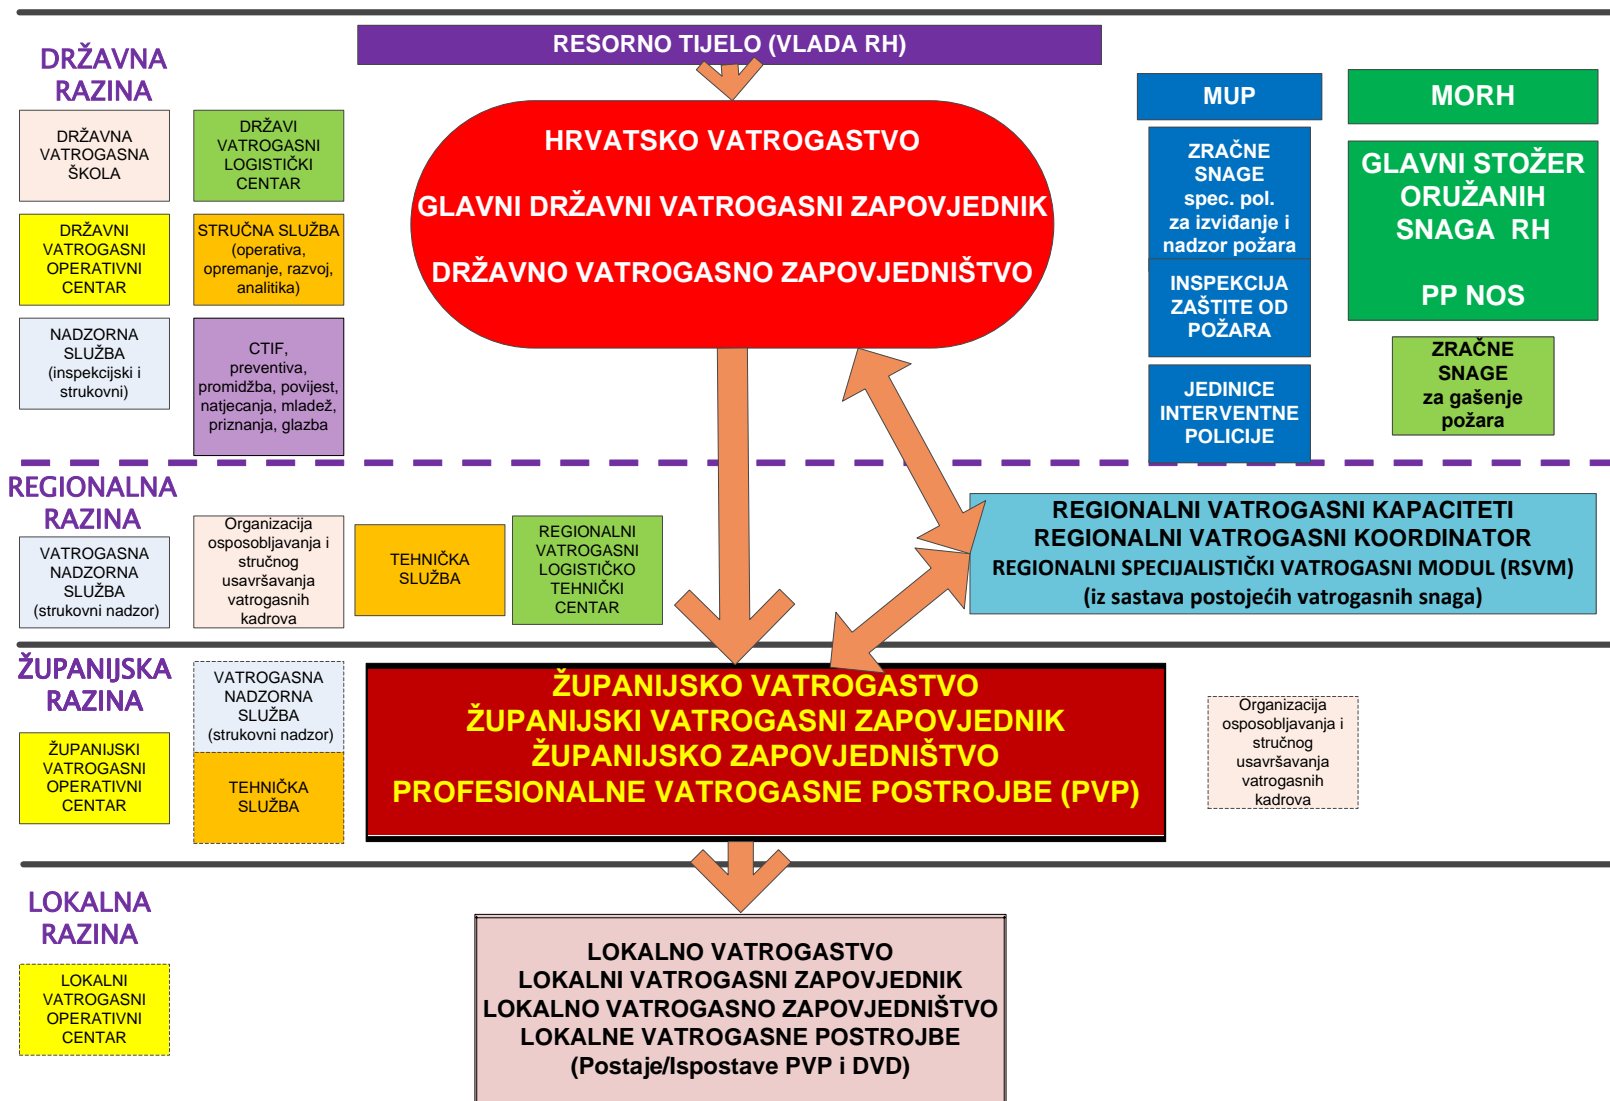 RESORNO TIJELO (VLADA RH)
DRŽAVNA
RAZINA
DRŽAVNA
VATROGASNA
ŠKOLA
DRŽAVI
VATROGASNI
LOGISTIČKI
CENTAR
DRŽAVNI
VATROGASNI
OPERATIVNI
CENTAR
STRUČNA SLUŽBA
(operativa,
opremanje, razvoj,
analitika)
NADZORNA
SLUŽBA
(inspekcijski i
strukovni)
CTIF,
preventiva,
promidžba, povijest,
natjecanja, mladež,
priznanja, glazba
HRVATSKO VATROGASTVO
GLAVNI DRŽAVNI VATROGASNI ZAPOVJEDNIK
DRŽAVNO VATROGASNO ZAPOVJEDNIŠTVO
MUP
ZRAČNE
SNAGE
spec. pol.
za izviđanje i
nadzor požara
INSPEKCIJA
ZAŠTITE OD
POŽARA
JEDINICE
INTERVENTNE
POLICIJE
MORH
GLAVNI STOŽER
ORUŽANIH
SNAGA RH
PP NOS
ZRAČNE
SNAGE
za gašenje
požara
REGIONALNA
RAZINA
VATROGASNA
NADZORNA
SLUŽBA
(strukovni nadzor)
Organizacija
osposobljavanja i
stručnog
usavršavanja
vatrogasnih
kadrova
TEHNIČKA
SLUŽBA
REGIONALNI
VATROGASNI
LOGISTIČKO
TEHNIČKI
CENTAR
REGIONALNI VATROGASNI KAPACITETI
REGIONALNI VATROGASNI KOORDINATOR
REGIONALNI SPECIJALISTIČKI VATROGASNI MODUL (RSVM)
(iz sastava postojećih vatrogasnih snaga)
ŽUPANIJSKA
RAZINA
ŽUPANIJSKI
VATROGASNI
OPERATIVNI
CENTAR
VATROGASNA
NADZORNA
SLUŽBA
(strukovni nadzor)
TEHNIČKA
SLUŽBA
ŽUPANIJSKO VATROGASTVO
ŽUPANIJSKI VATROGASNI ZAPOVJEDNIK
ŽUPANIJSKO ZAPOVJEDNIŠTVO
PROFESIONALNE VATROGASNE POSTROJBE (PVP)
Organizacija
osposobljavanja i
stručnog
usavršavanja
vatrogasnih
kadrova
LOKALNA
RAZINA
LOKALNI
VATROGASNI
OPERATIVNI
CENTAR
LOKALNO VATROGASTVO
LOKALNI VATROGASNI ZAPOVJEDNIK
LOKALNO VATROGASNO ZAPOVJEDNIŠTVO
LOKALNE VATROGASNE POSTROJBE
(Postaje/Ispostave PVP i DVD)